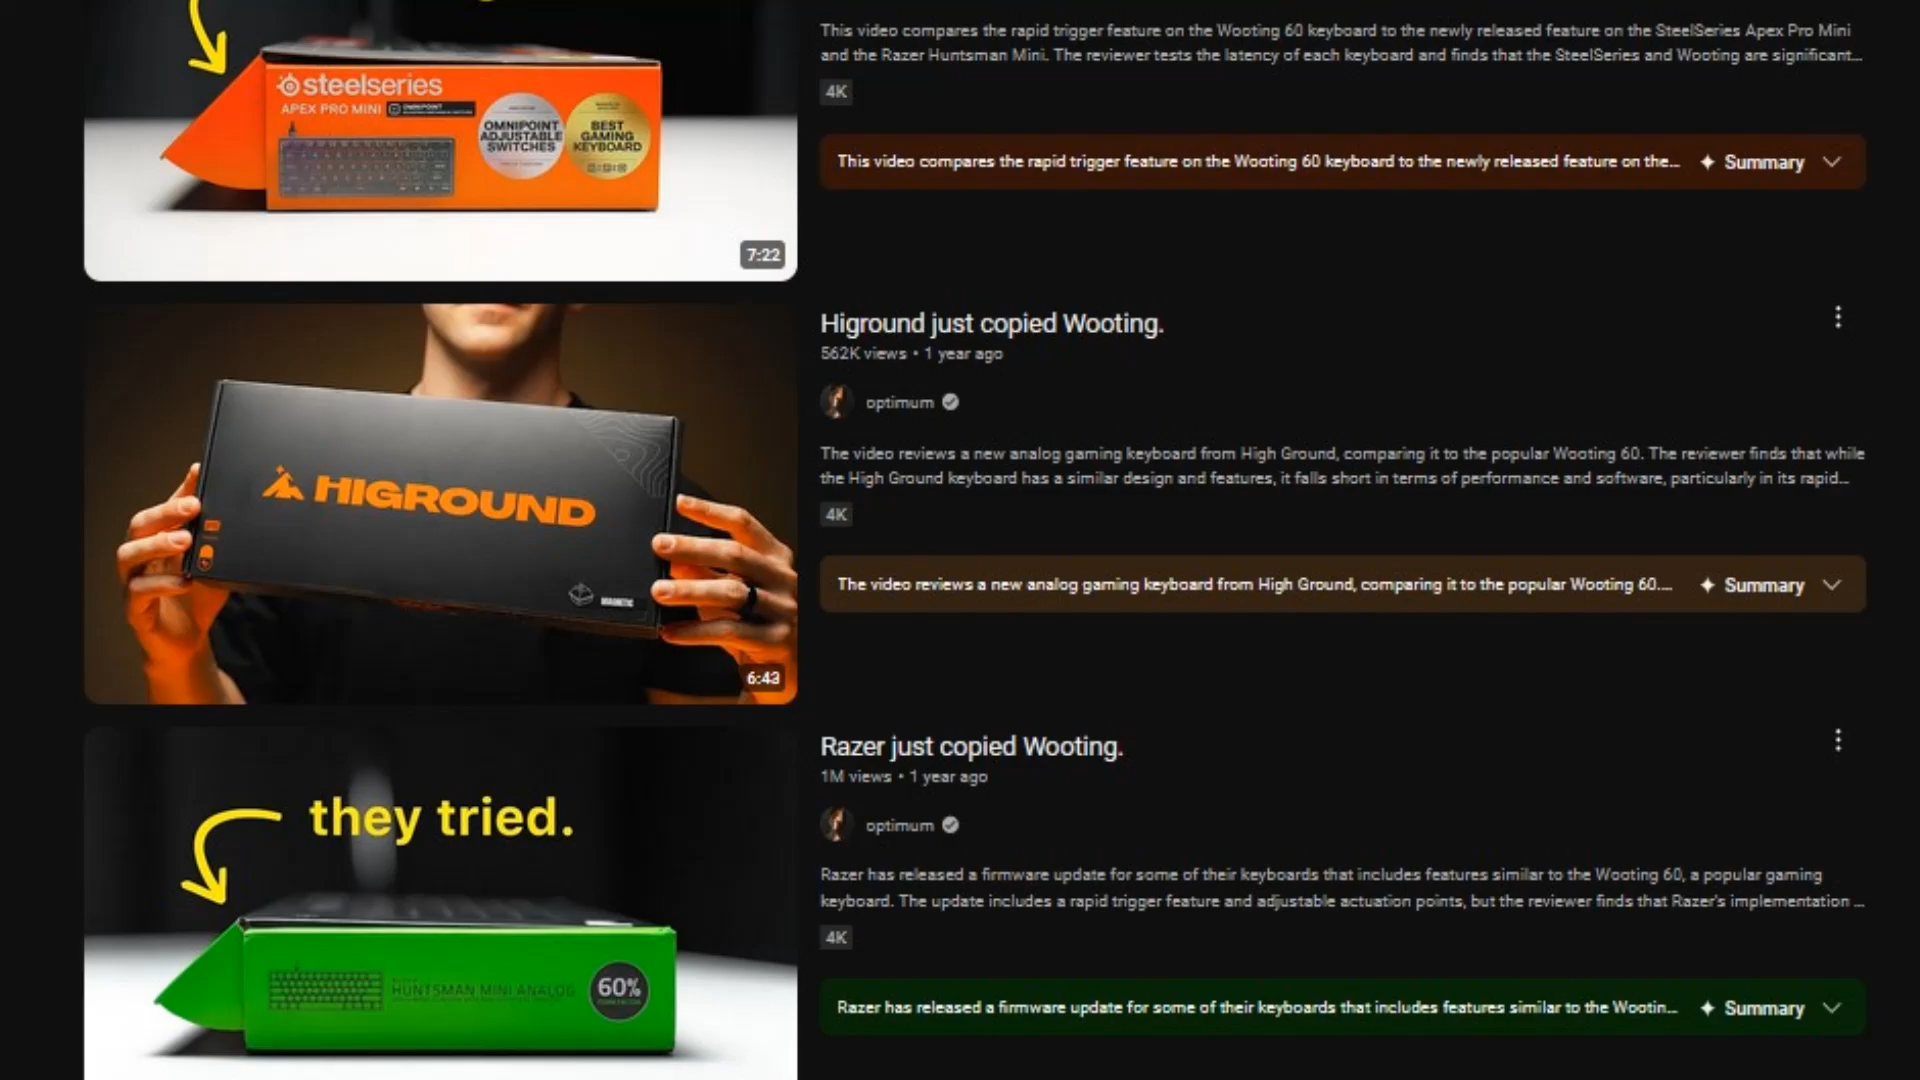 This video compares the rapid trigger feature on the Wooting 60 keyboard to the newly released feature on the SteelSeries Apex Pro Mini
and the Razer Huntsman Mini. The reviewer tests the latency of each keyboard and finds that the SteelSeries and Wooting are significant...
4K
This video compares the rapid trigger feature on the Wooting 60 keyboard to the newly released feature on the...
Summary
steelseries
APEX PRO MINI
OMNIPOINT
OMNIPOINT
ADJUSTABLE
SWITCHES
BEST
GAMING
KEYBOARD
7:22
HIGROUND
MAGNETIC
6:43
Higround just copied Wooting.
562K views • 1 year ago
optimum
The video reviews a new analog gaming keyboard from High Ground, comparing it to the popular Wooting 60. The reviewer finds that while
the High Ground keyboard has a similar design and features, it falls short in terms of performance and software, particularly in its rapid...
4K
The video reviews a new analog gaming keyboard from High Ground, comparing it to the popular Wooting 60....
Summary
they tried.
HUNTSMAN MINI ANALOG
60%
Razer just copied Wooting.
1M views • 1 year ago
optimum
Razer has released a firmware update for some of their keyboards that includes features similar to the Wooting 60, a popular gaming
keyboard. The update includes a rapid trigger feature and adjustable actuation points, but the reviewer finds that Razer's implementation ...
4K
Razer has released a firmware update for some of their keyboards that includes features similar to the Wootin...
Summary